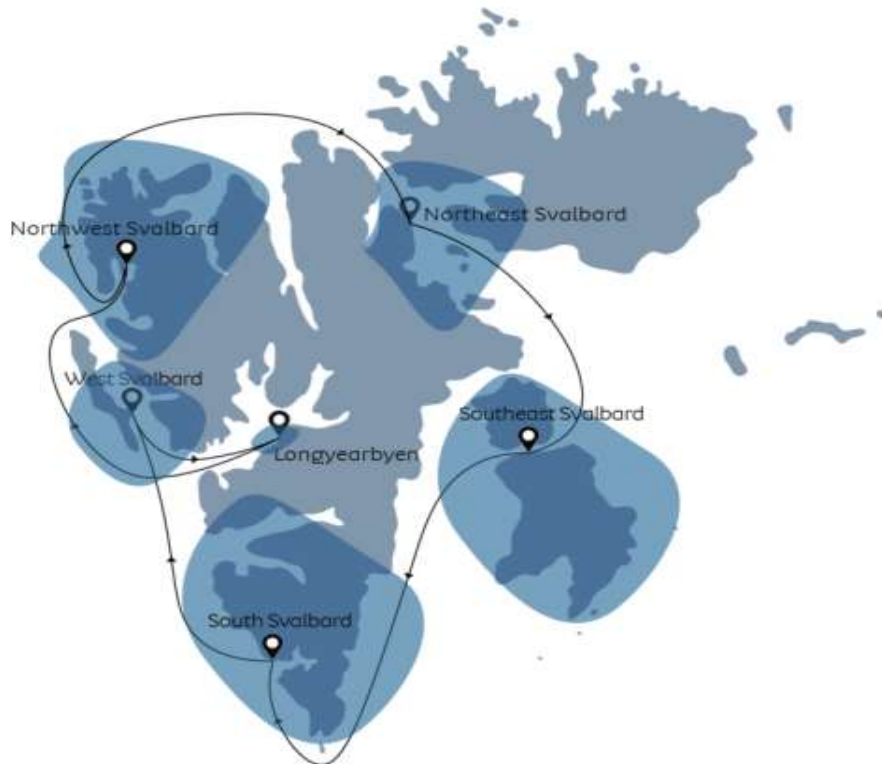 Northeast Svalbard
Northwest Svalbard
West Svalbard
Southeast Svalbard
Longyearbyen
South Svalbard